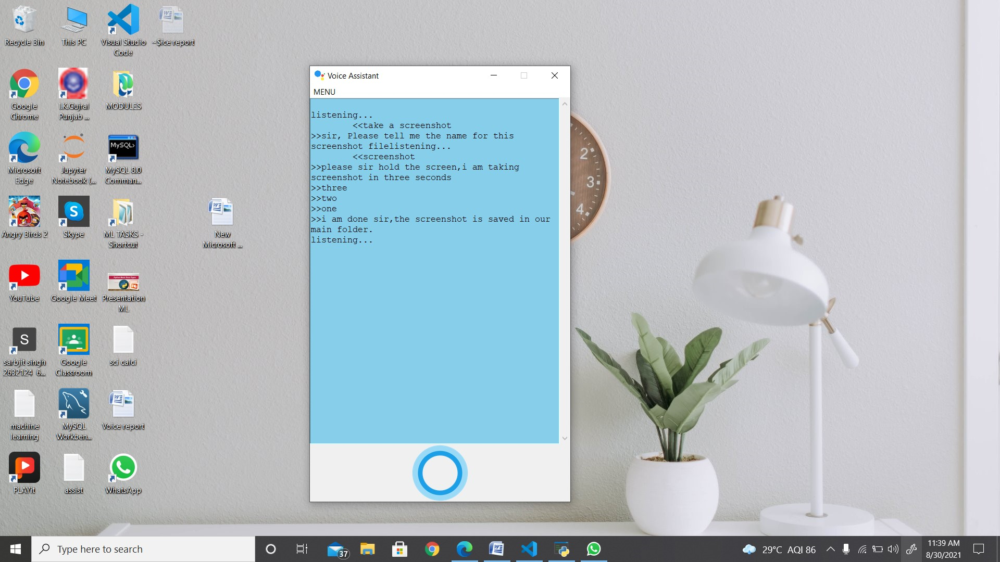 Recycle Bin
This PC
Visual Studio
Code
~$ice report
Google
Chrome
I.K.Gujral
Punjab ...
MODULES
Microsoft
Edge
Jupyter
Notebook (...
MySQL>
MySQL 8.0
Comman...
Angry Birds 2
Skype
ML TASKS -
Shortcut
New
Microsoft ...
YouTube
Google Meet
Python Basic Data Types
Presentation
ML
S
sarbjit singh
2632124 6...
Google
Classroom
sci calci
machine
learning
MySQL
Workben...
Voice report
PLAYit
assist
WhatsApp
Voice Assistant
MENU
listening...
<<take a screenshot
>>sir, Please tell me the name for this
screenshot filelistening...
<<screenshot
>>please sir hold the screen,i am taking
screenshot in three seconds
>>three
>>two
>>one
>>i am done sir,the screenshot is saved in our
main folder.
listening...
2
3
4
Type here to search
37
29°C AQI 86
11:39 AM
8/30/2021